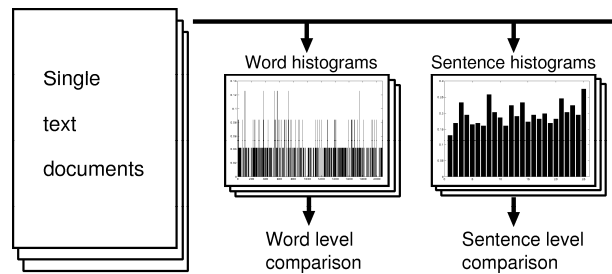 Single
text
documents
Word histograms
Sentence histograms
Word level
comparison
Sentence level
comparison